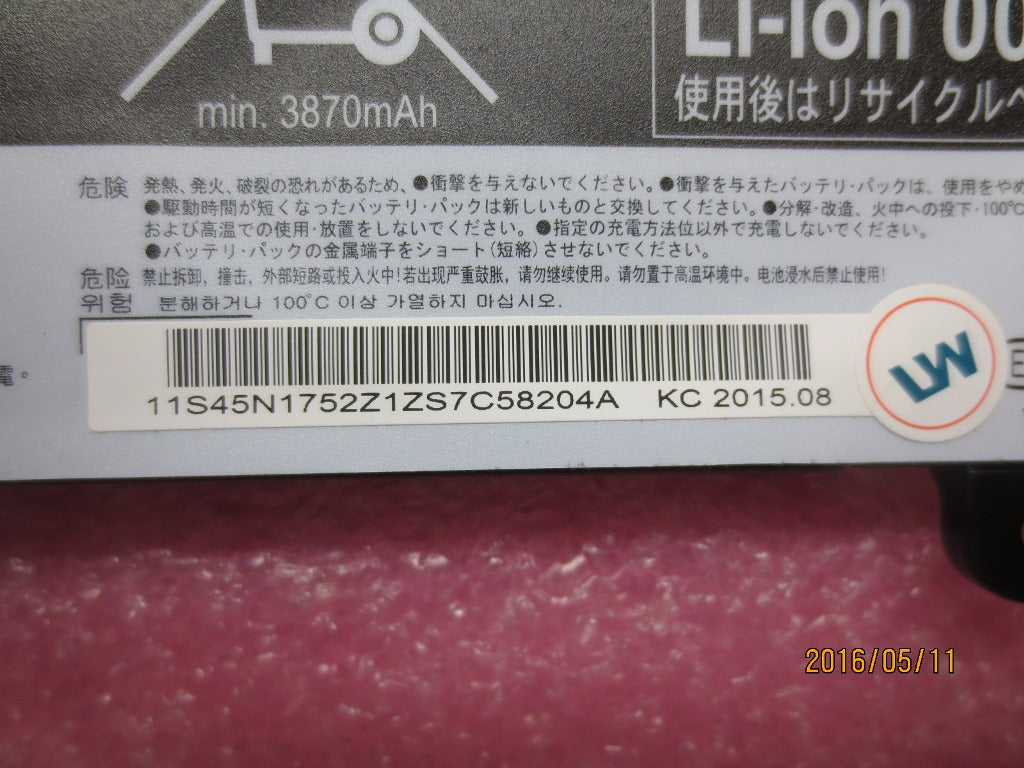 min. 3870mAh
Li-ion 00
使用後はリサイクルへ
危険 発熱、発火、破裂の恐れがあるため、●衝撃を与えないでください。●衝撃を与えたバッテリ・パックは、使用をやめ
●駆動時間が短くなったバッテリ・パックは新しいものと交換してください。●分解・改造、火中への投下・100℃
および高温での使用・放置をしないでください。●指定の充電方法位以外で充電しないでください。
●バッテリ・パックの金属端子をショート(短絡)させないでください。
危险 禁止拆卸，撞击，外部短路或投入火中!若出现严重鼓胀，请勿继续使用。请勿置于高温环境中。电池浸水后禁止使用!
위험 분해하거나 100°C 이상 가열하지 마십시오.
電。
11S45N1752Z1ZS7C58204A KC 2015.08
2016/05/11